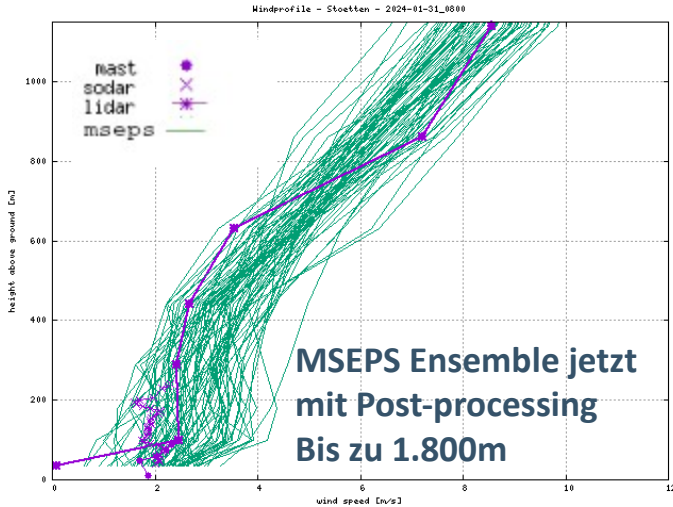 Windprofile - Stoetten - 2024-01-31_0800
mast
sodar
lidar
mseps
1000
800
600
400
200
0
height above ground [m]
MSEPS Ensemble jetzt
mit Post-processing
Bis zu 1.800m
0 2 4 6 8 10 12
wind speed [m/s]